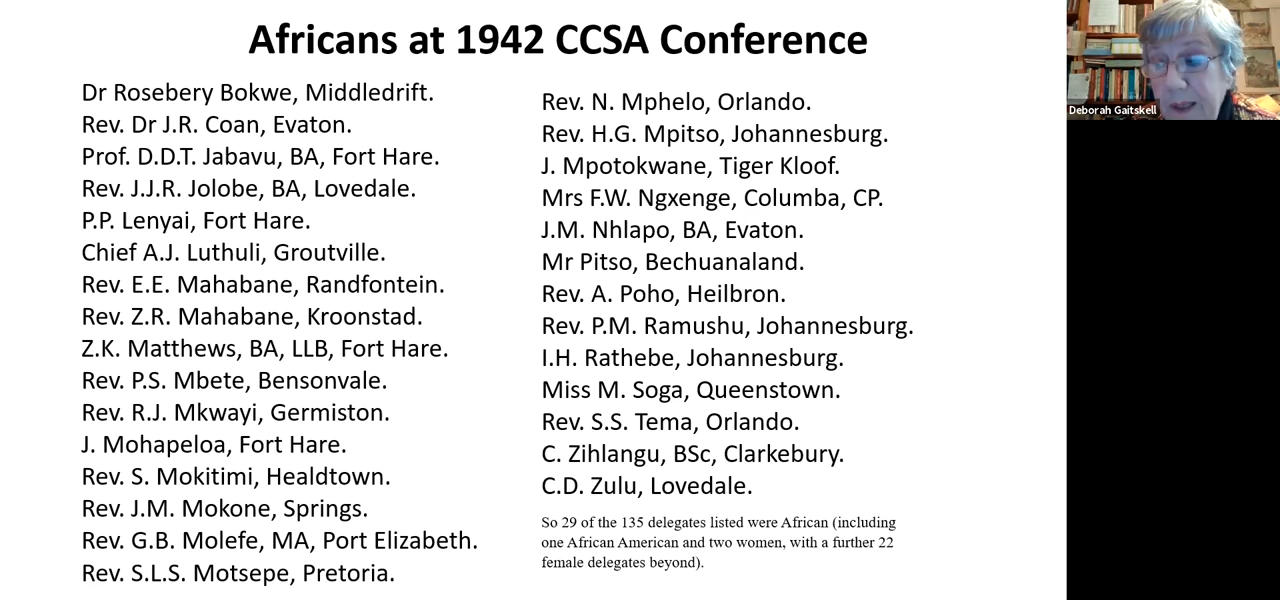 Africans at 1942 CCSA Conference
Dr Rosebery Bokwe, Middledrift.
Rev. Dr J.R. Coan, Evaton.
Prof. D.D.T. Jabavu, BA, Fort Hare.
Rev. J.J.R. Jolobe, BA, Lovedale.
P.P. Lenyai, Fort Hare.
Chief A.J. Luthuli, Groutville.
Rev. E.E. Mahabane, Randfontein.
Rev. Z.R. Mahabane, Kroonstad.
Z.K. Matthews, BA, LLB, Fort Hare.
Rev. P.S. Mbete, Bensonvale.
Rev. R.J. Mkwayi, Germiston.
J. Mohapeloa, Fort Hare.
Rev. S. Mokitimi, Healdtown.
Rev. J.M. Mokone, Springs.
Rev. G.B. Molefe, MA, Port Elizabeth.
Rev. S.L.S. Motsepe, Pretoria.
Rev. N. Mphelo, Orlando.
Rev. H.G. Mpitso, Johannesburg.
J. Mpotokwane, Tiger Kloof.
Mrs F.W. Ngxenge, Columba, CP.
J.M. Nhlapo, BA, Evaton.
Mr Pitso, Bechuanaland.
Rev. A. Poho, Heilbron.
Rev. P.M. Ramushu, Johannesburg.
I.H. Rathebe, Johannesburg.
Miss M. Soga, Queenstown.
Rev. S.S. Tema, Orlando.
C. Zihlangu, BSc, Clarkebury.
C.D. Zulu, Lovedale.
So 29 of the 135 delegates listed were African (including
one African American and two women, with a further 22
female delegates beyond).
Deborah Gaitskell